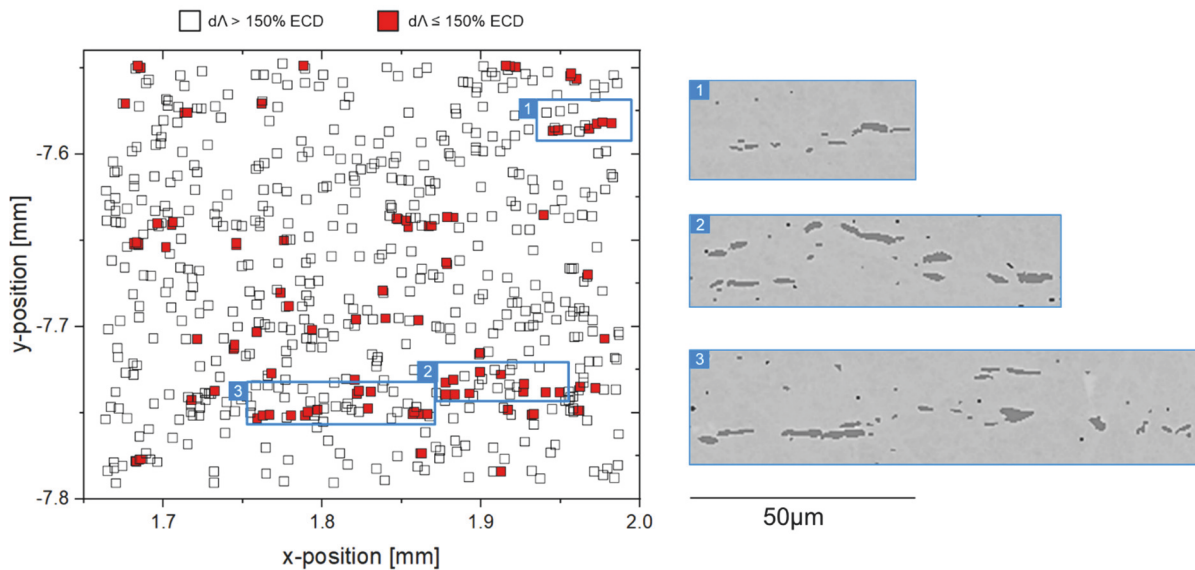 dΛ > 150% ECD
dΛ ≤ 150% ECD
y-position [mm]
-7.6
-7.7
-7.8
1
2
3
1.7
1.8
1.9
2.0
x-position [mm]
1
2
3
50μm